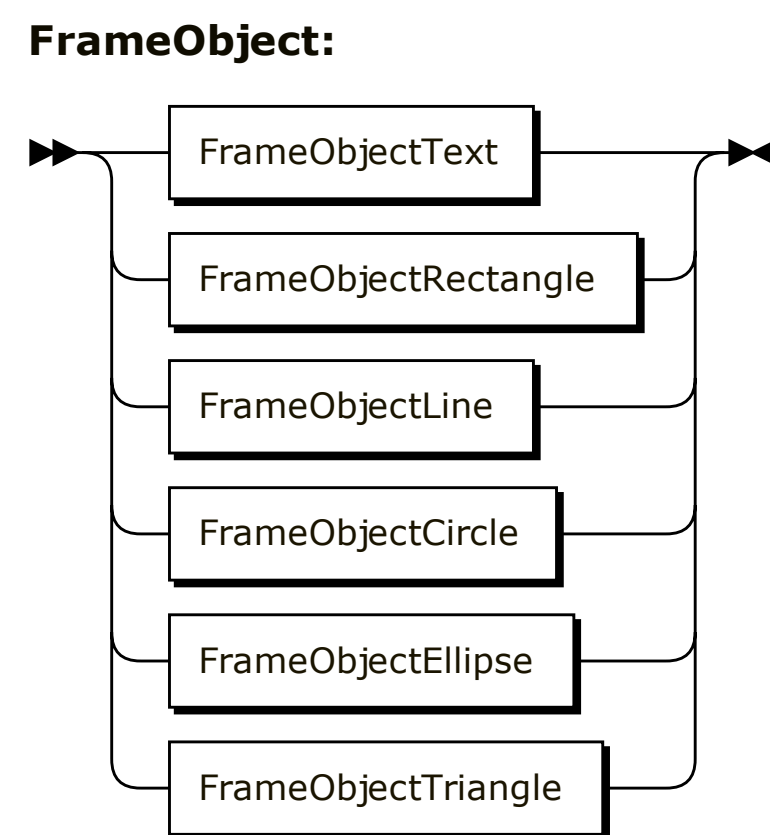 FrameObject:
FrameObjectText
FrameObjectRectangle
FrameObjectLine
FrameObjectCircle
FrameObjectEllipse
FrameObjectTriangle